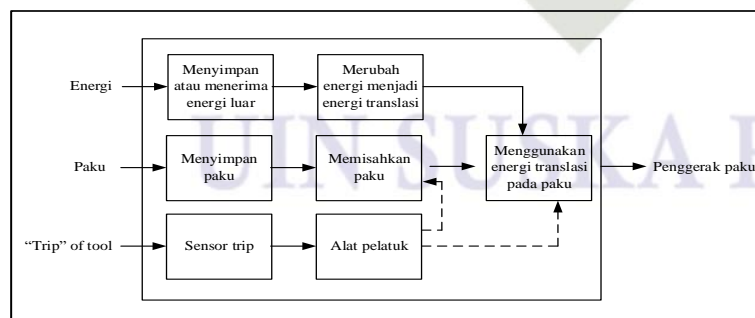 Energi
Menyimpan
atau menerima
energi luar
Merubah
energi menjadi
energi translasi
Paku
Menyimpan
paku
Memisahkan
paku
Menggunakan
energi translasi
pada paku
Penggerak paku
“Trip” of tool
Sensor trip
Alat pelatuk
UIN SUSKA R